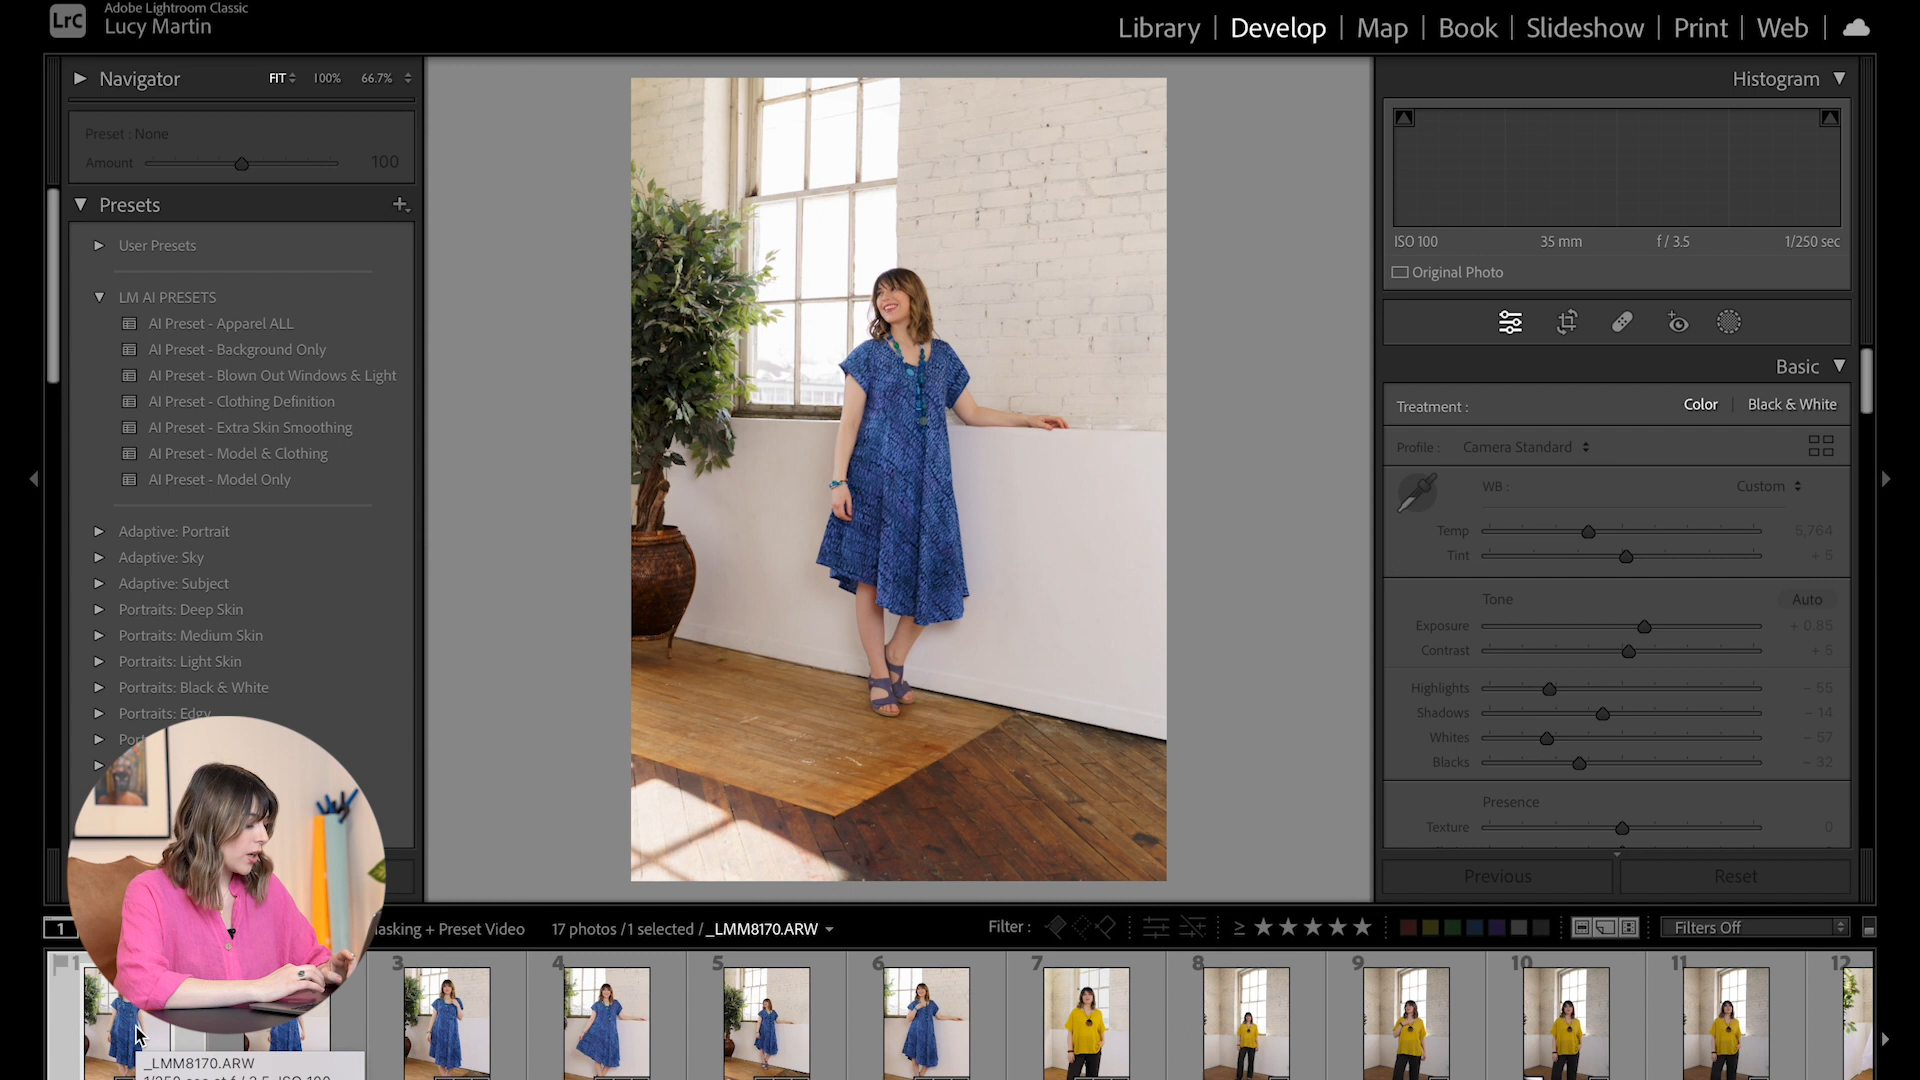 LrC
Adobe Lightroom Classic
Lucy Martin
Library | Develop | Map | Book | Slideshow | Print | Web
Navigator FIT 100% 66.7%
Preset : None
Amount 100
Presets
User Presets
LM AI PRESETS
AI Preset - Apparel ALL
AI Preset - Background Only
AI Preset - Blown Out Windows & Light
AI Preset - Clothing Definition
AI Preset - Extra Skin Smoothing
AI Preset - Model & Clothing
AI Preset - Model Only
Adaptive: Portrait
Adaptive: Sky
Adaptive: Subject
Portraits: Deep Skin
Portraits: Medium Skin
Portraits: Light Skin
Portraits: Black & White
Portraits: Edgy
Histogram
ISO 100 35 mm f / 3.5 1/250 sec
Original Photo
Basic
Treatment : Color Black & White
Profile : Camera Standard
WB : Custom
Temp 5,764
Tint + 5
Tone Auto
Exposure + 0.85
Contrast + 5
Highlights - 55
Shadows - 14
Whites - 57
Blacks - 32
Presence
Texture 0
Previous Reset
1 asking + Preset Video 17 photos /1 selected /_LMM8170.ARW Filter : ≥ ★★★★★ Filters Off
1 3 4 5 6 7 8 9 10 11 12
_LMM8170.ARW